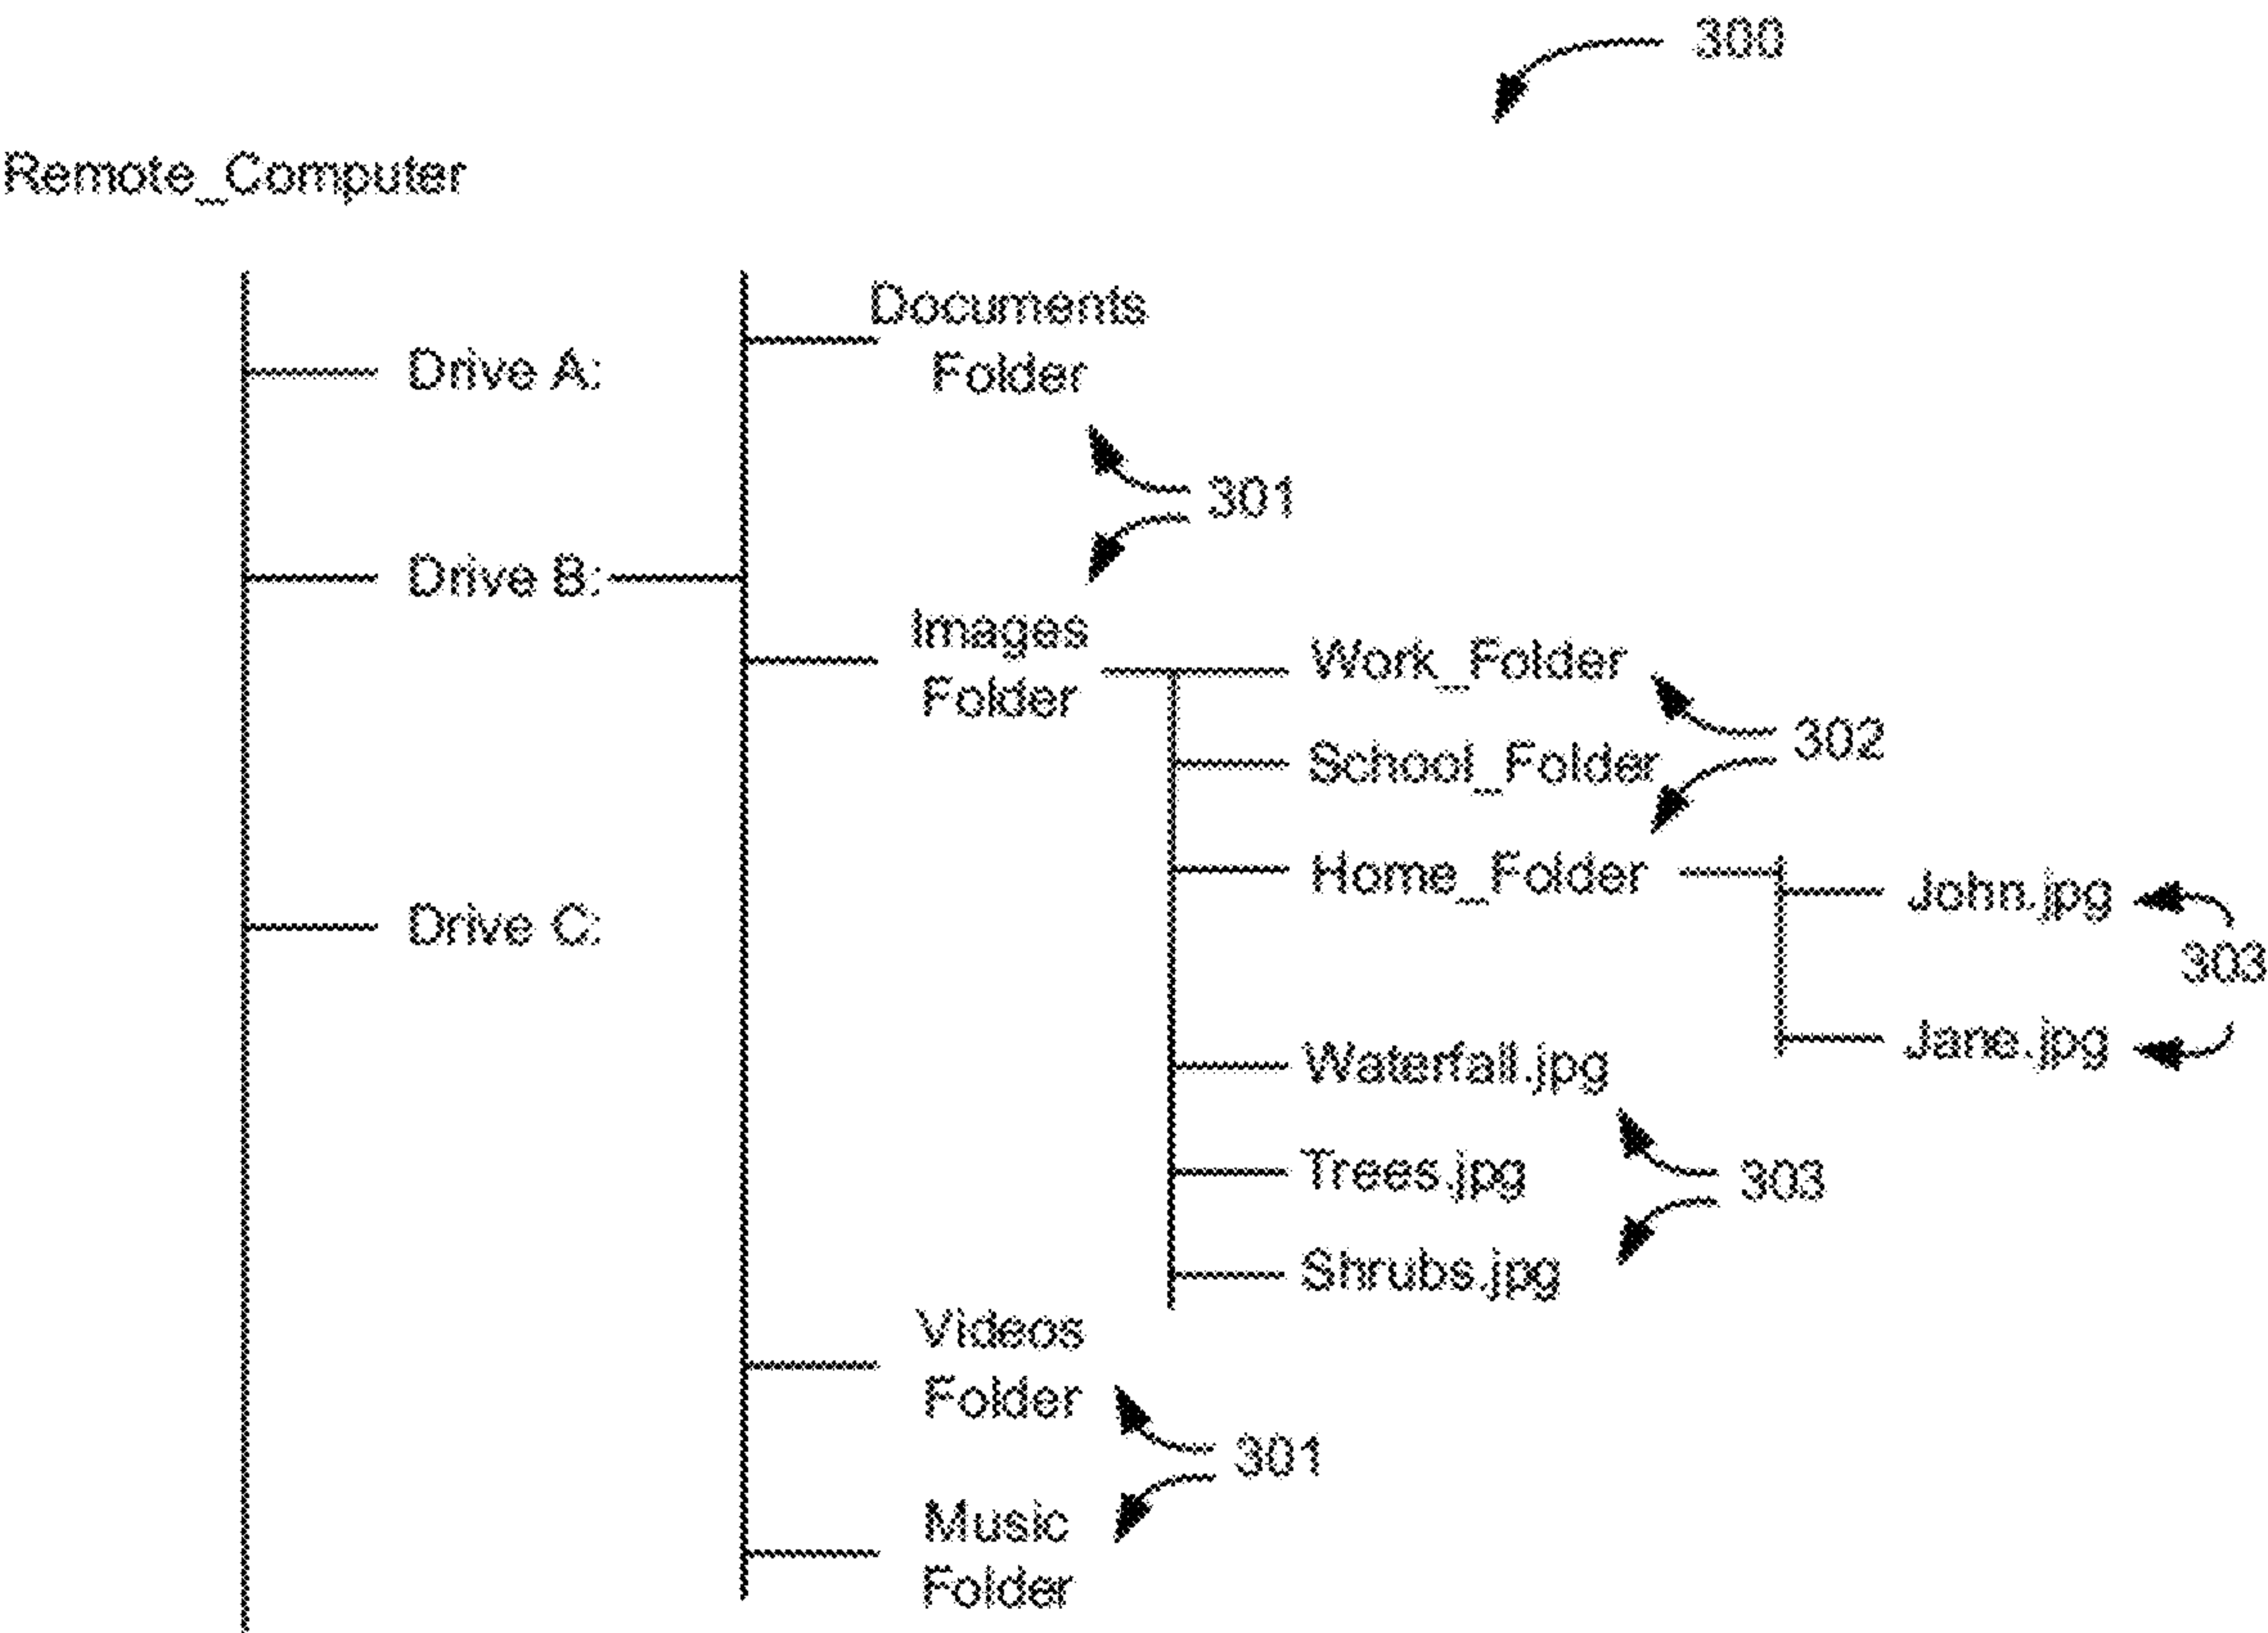 300
Remote_Computer
Documents
Folder
Drive A:
301
Drive B:
Images
Folder
Work_Folder
302
School_Folder
Home_Folder
John.jpg
Drive C:
303
Jane.jpg
Waterfall.jpg
Trees.jpg
303
Shrubs.jpg
Videos
Folder
301
Music
Folder